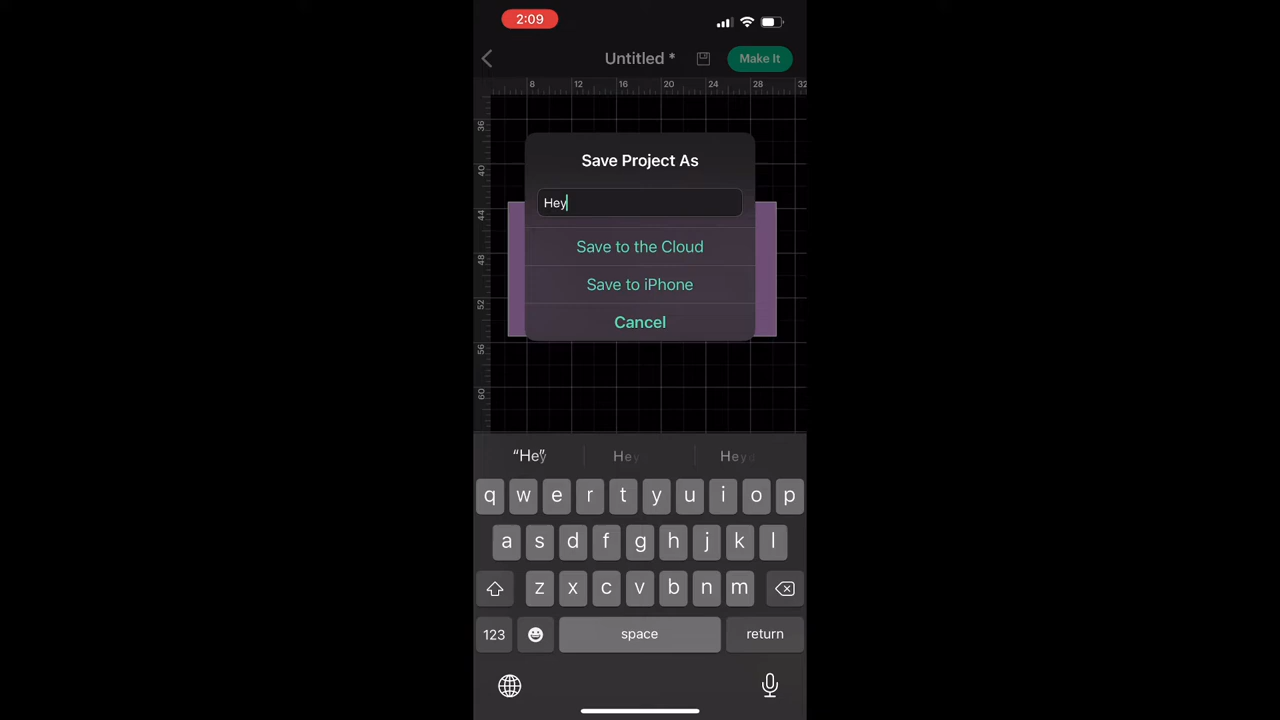 2:09
Untitled *
Make It
8 12 16 20 24 28 32
36
40
44
48
52
56
60
Save Project As
Hey
Save to the Cloud
Save to iPhone
Cancel
q w e r t y u i o p
a s d f g h j k l
z x c v b n m
123 space return